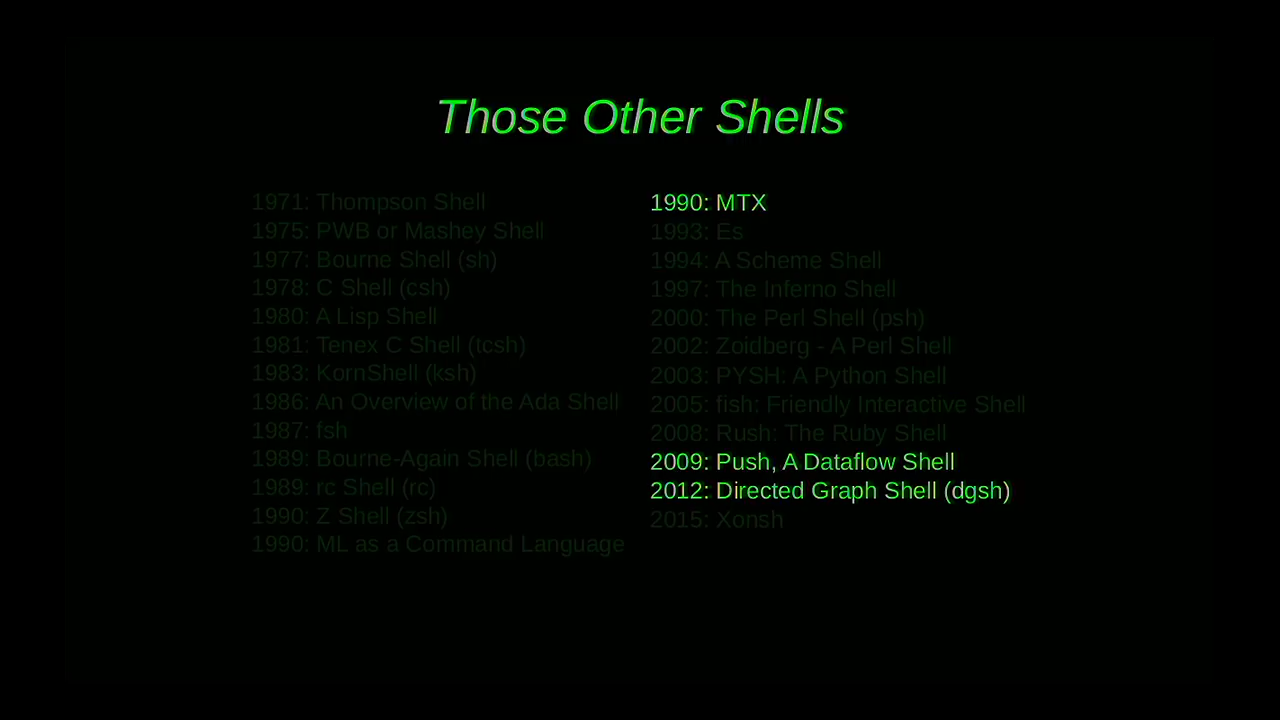 Those Other Shells
1971: Thompson Shell
1975: PWB or Mashey Shell
1977: Bourne Shell (sh)
1978: C Shell (csh)
1980: A Lisp Shell
1981: Tenex C Shell (tcsh)
1983: KornShell (ksh)
1986: An Overview of the Ada Shell
1987: fsh
1989: Bourne-Again Shell (bash)
1989: rc Shell (rc)
1990: Z Shell (zsh)
1990: ML as a Command Language
1990: MTX
1993: Es
1994: A Scheme Shell
1997: The Inferno Shell
2000: The Perl Shell (psh)
2002: Zoidberg - A Perl Shell
2003: PYSH: A Python Shell
2005: fish: Friendly Interactive Shell
2008: Rush: The Ruby Shell
2009: Push, A Dataflow Shell
2012: Directed Graph Shell (dgsh)
2015: Xonsh